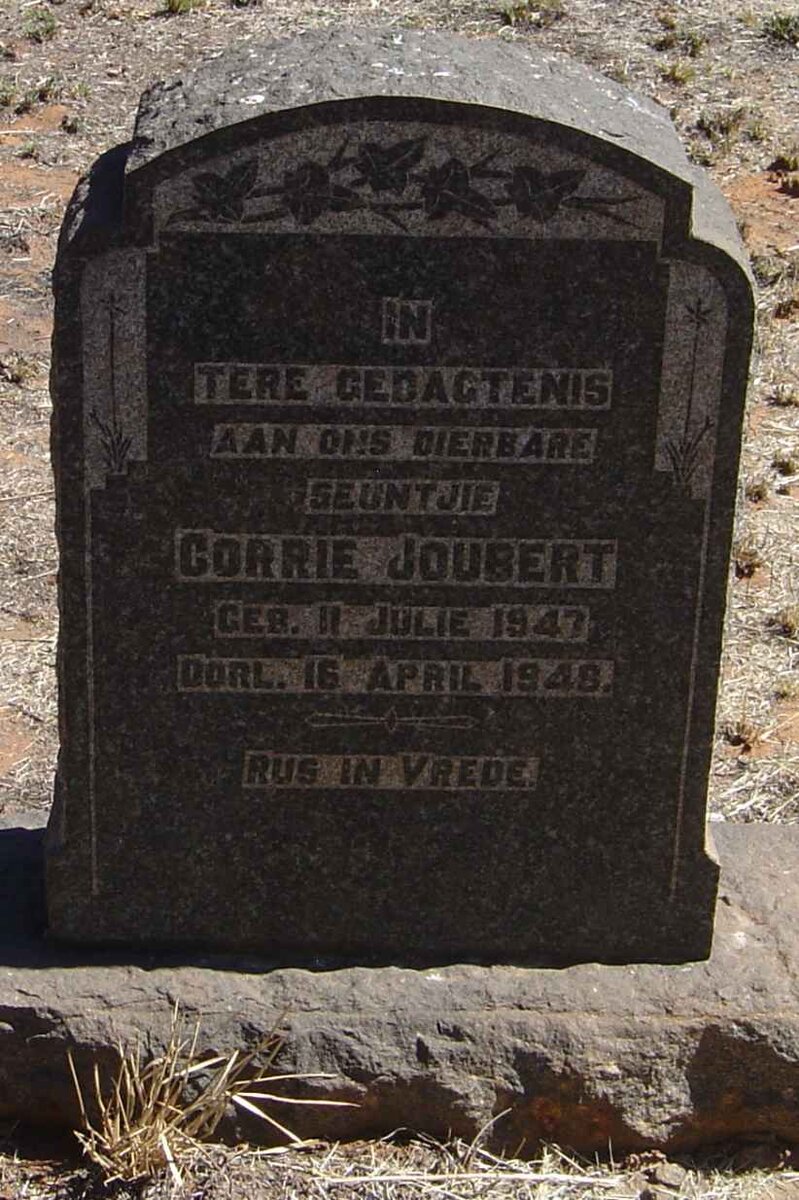 IN
TERE GEDAGTENIS
AAN ONS DIERBARE
SEUNTJIE
CORRIE JOUBERT
GEB. 11 JULIE 1947
OORL. 16 APRIL 1948.
RUS IN VREDE.